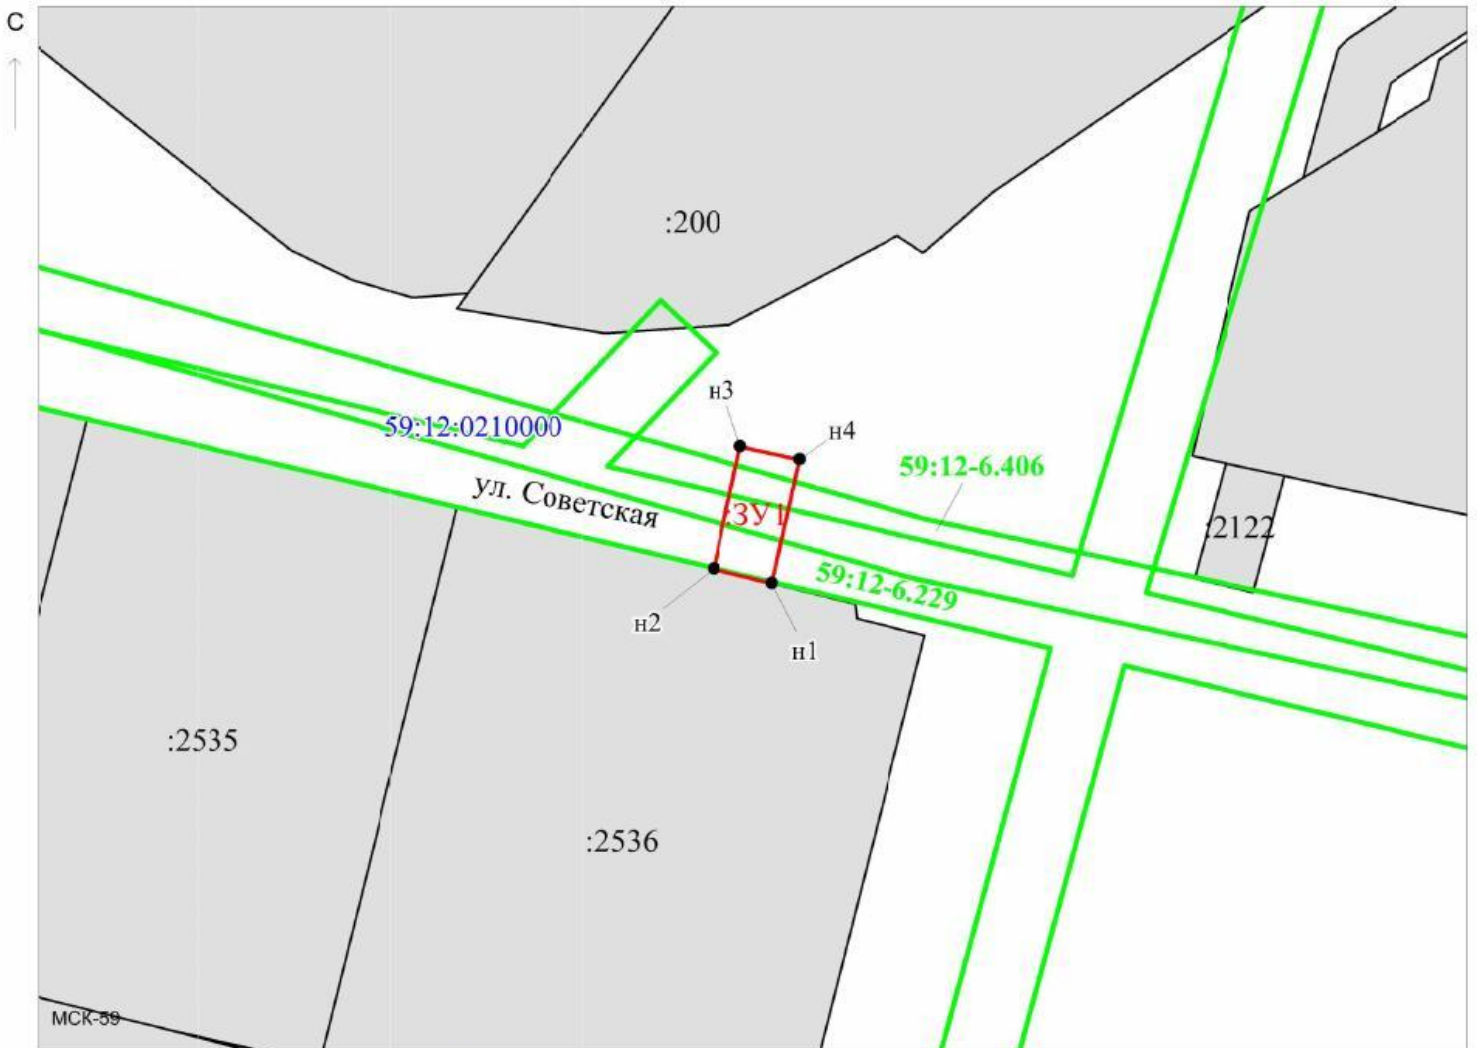 С
:200
н3
н4
59:12:0210000
59:12-6.406
ул. Советская
:ЗУ1
:2122
59:12-6.229
н2
н1
:2535
:2536
МСК-59